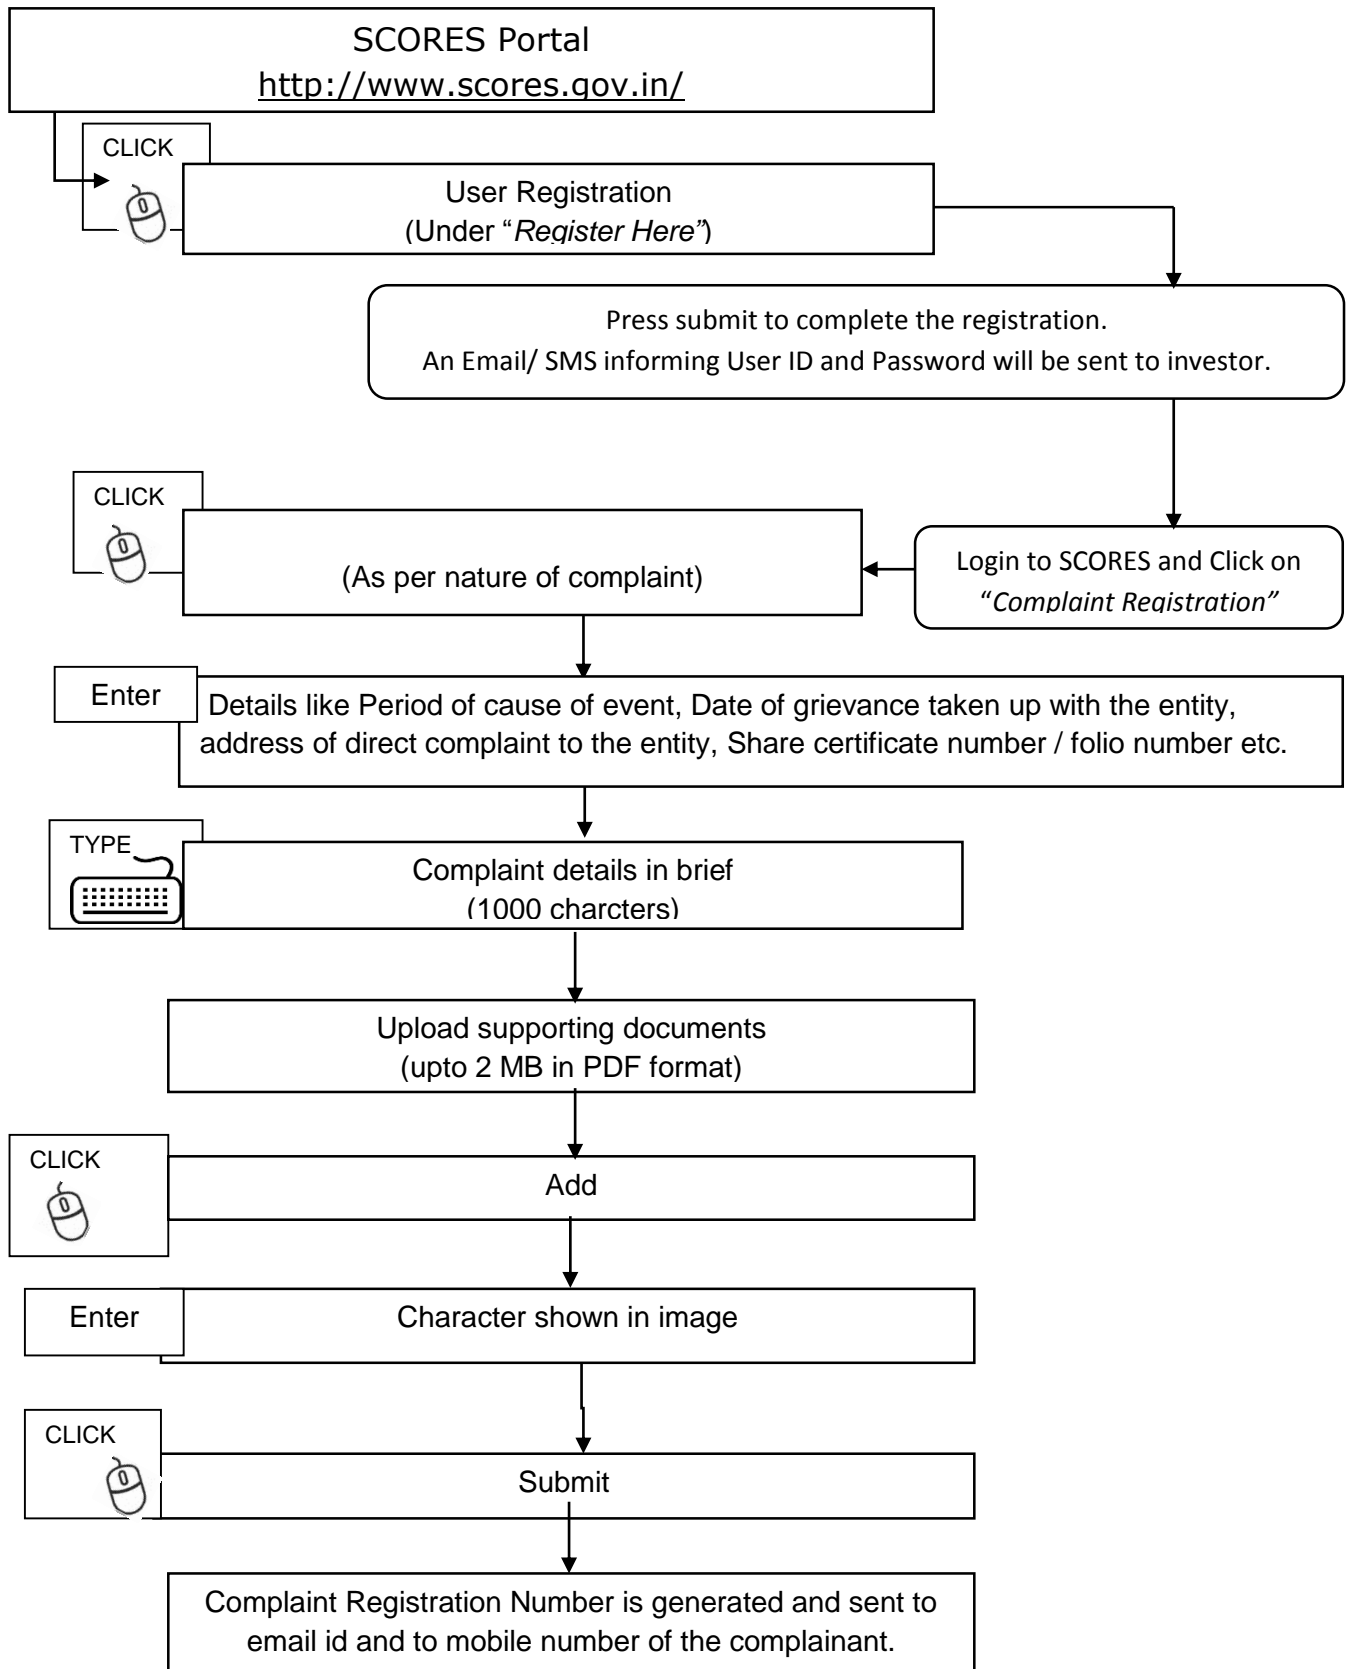 SCORES Portal
http://www.scores.gov.in/
CLICK
User Registration
(Under “Register Here”)
Press submit to complete the registration.
An Email/ SMS informing User ID and Password will be sent to investor.
CLICK
(As per nature of complaint)
Login to SCORES and Click on
“Complaint Registration”
Enter
Details like Period of cause of event, Date of grievance taken up with the entity,
address of direct complaint to the entity, Share certificate number / folio number etc.
TYPE
Complaint details in brief
(1000 charcters)
Upload supporting documents
(upto 2 MB in PDF format)
CLICK
Add
Enter
Character shown in image
CLICK
Submit
Complaint Registration Number is generated and sent to
email id and to mobile number of the complainant.